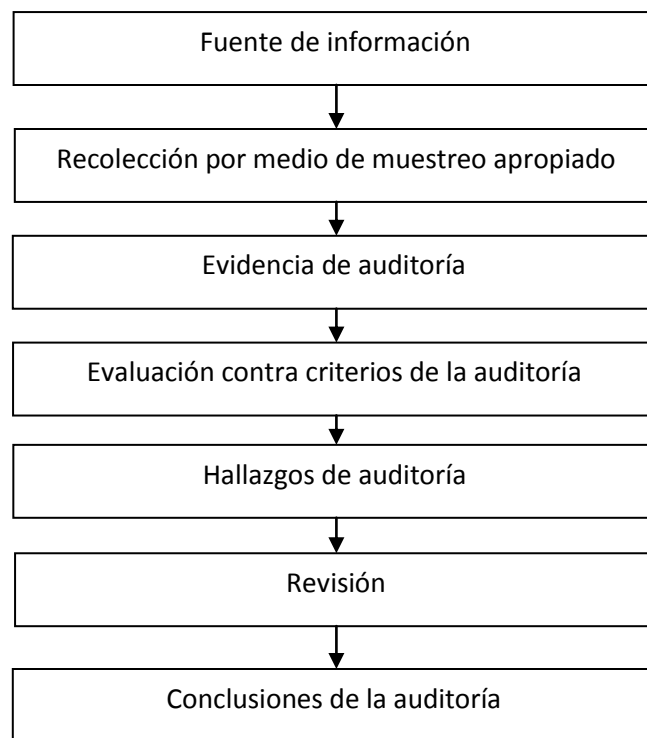 Fuente de información
Recolección por medio de muestreo apropiado
Evidencia de auditoría
Evaluación contra criterios de la auditoría
Hallazgos de auditoría
Revisión
Conclusiones de la auditoría